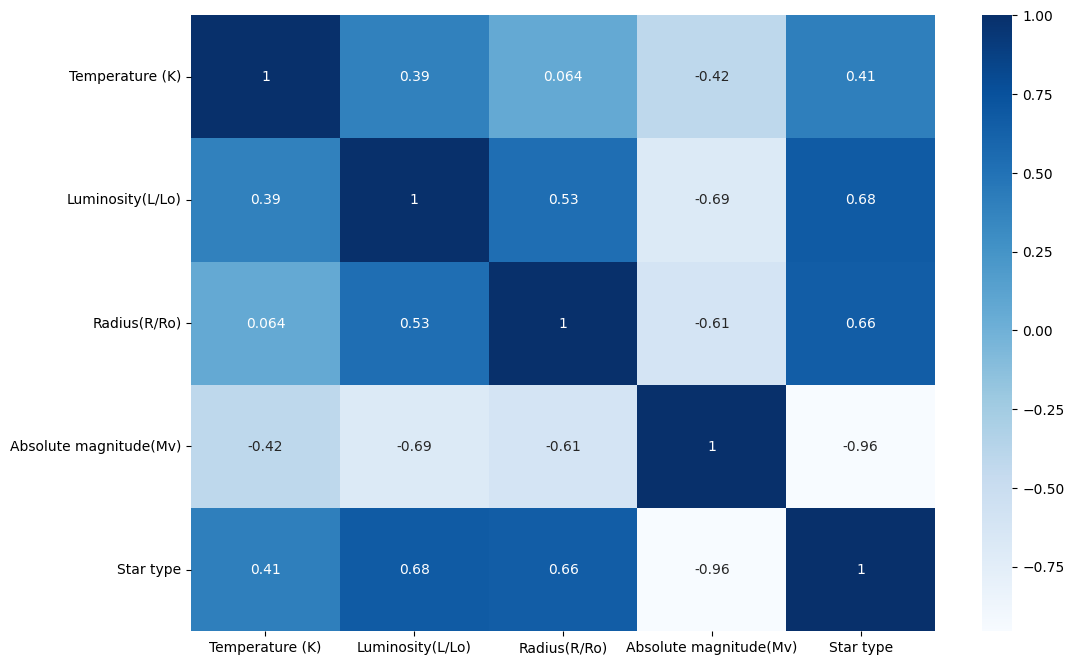 Temperature (K) 1 0.39 0.064 -0.42 0.41
Luminosity(L/Lo) 0.39 1 0.53 -0.69 0.68
Radius(R/Ro) 0.064 0.53 1 -0.61 0.66
Absolute magnitude(Mv) -0.42 -0.69 -0.61 1 -0.96
Star type 0.41 0.68 0.66 -0.96 1
Temperature (K) Luminosity(L/Lo) Radius(R/Ro) Absolute magnitude(Mv) Star type
1.00
0.75
0.50
0.25
0.00
−0.25
−0.50
−0.75